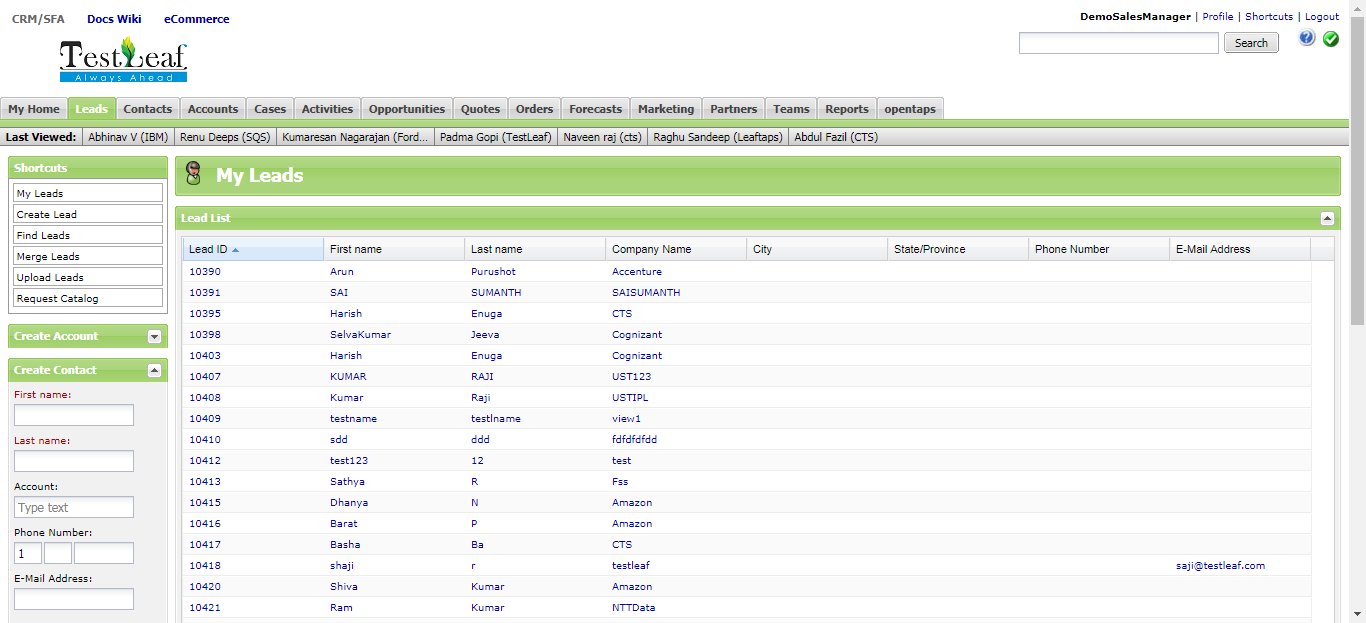 CRM/SFA Docs Wiki eCommerce
DemoSalesManager | Profile | Shortcuts | Logout
Search
TestLeaf
Always Ahead
My Home Leads Contacts Accounts Cases Activities Opportunities Quotes Orders Forecasts Marketing Partners Teams Reports opentaps
Last Viewed: Abhinav V (IBM) Renu Deeps (SQS) Kumaresan Nagarajan (Ford... Padma Gopi (TestLeaf) Naveen raj (cts) Raghu Sandeep (Leaftaps) Abdul Fazil (CTS)
Shortcuts
My Leads
Create Lead
Find Leads
Merge Leads
Upload Leads
Request Catalog
Create Account
Create Contact
First name:
Last name:
Account:
Type text
Phone Number:
1
E-Mail Address:
My Leads
Lead List
Lead ID First name Last name Company Name City State/Province Phone Number E-Mail Address
10390 Arun Purushot Accenture
10391 SAI SUMANTH SAISUMANTH
10395 Harish Enuga CTS
10398 SelvaKumar Jeeva Cognizant
10403 Harish Enuga Cognizant
10407 KUMAR RAJI UST123
10408 Kumar Raji USTIPL
10409 testname testlname view1
10410 sdd ddd fdfdfdfdd
10412 test123 12 test
10413 Sathya R Fss
10415 Dhanya N Amazon
10416 Barat P Amazon
10417 Basha Ba CTS
10418 shaji r testleaf saji@testleaf.com
10420 Shiva Kumar Amazon
10421 Ram Kumar NTTData